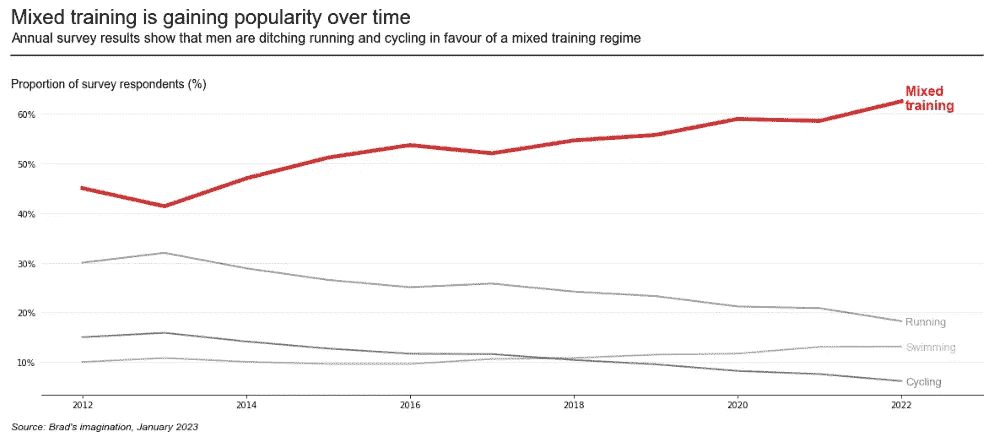 Mixed training is gaining popularity over time
Annual survey results show that men are ditching running and cycling in favour of a mixed training regime
Proportion of survey respondents (%)
Mixed
training
60%
50%
40%
30%
20%
Running
Swimming
10%
Cycling
2012 2014 2016 2018 2020 2022
Source: Brad's imagination, January 2023